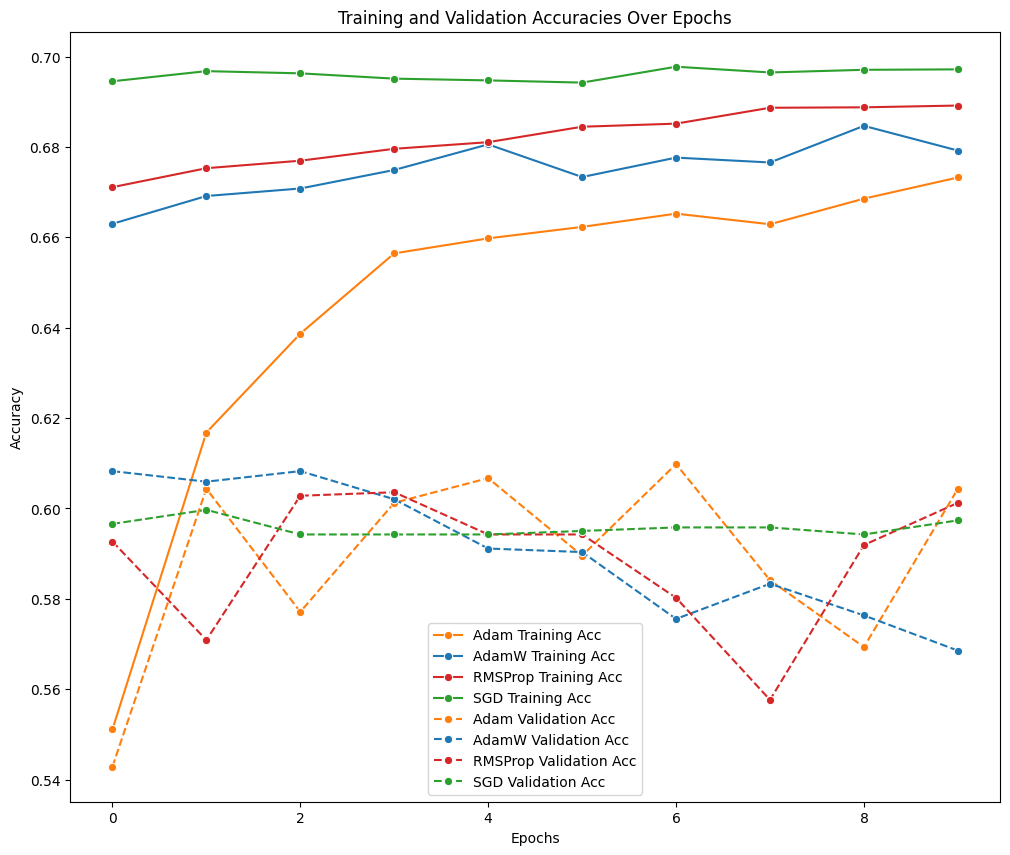 Training and Validation Accuracies Over Epochs
0.70
0.68
0.66
0.64
0.62
0.60
0.58
0.56
0.54
Accuracy
Adam Training Acc
AdamW Training Acc
RMSProp Training Acc
SGD Training Acc
Adam Validation Acc
AdamW Validation Acc
RMSProp Validation Acc
SGD Validation Acc
0 2 4 6 8
Epochs